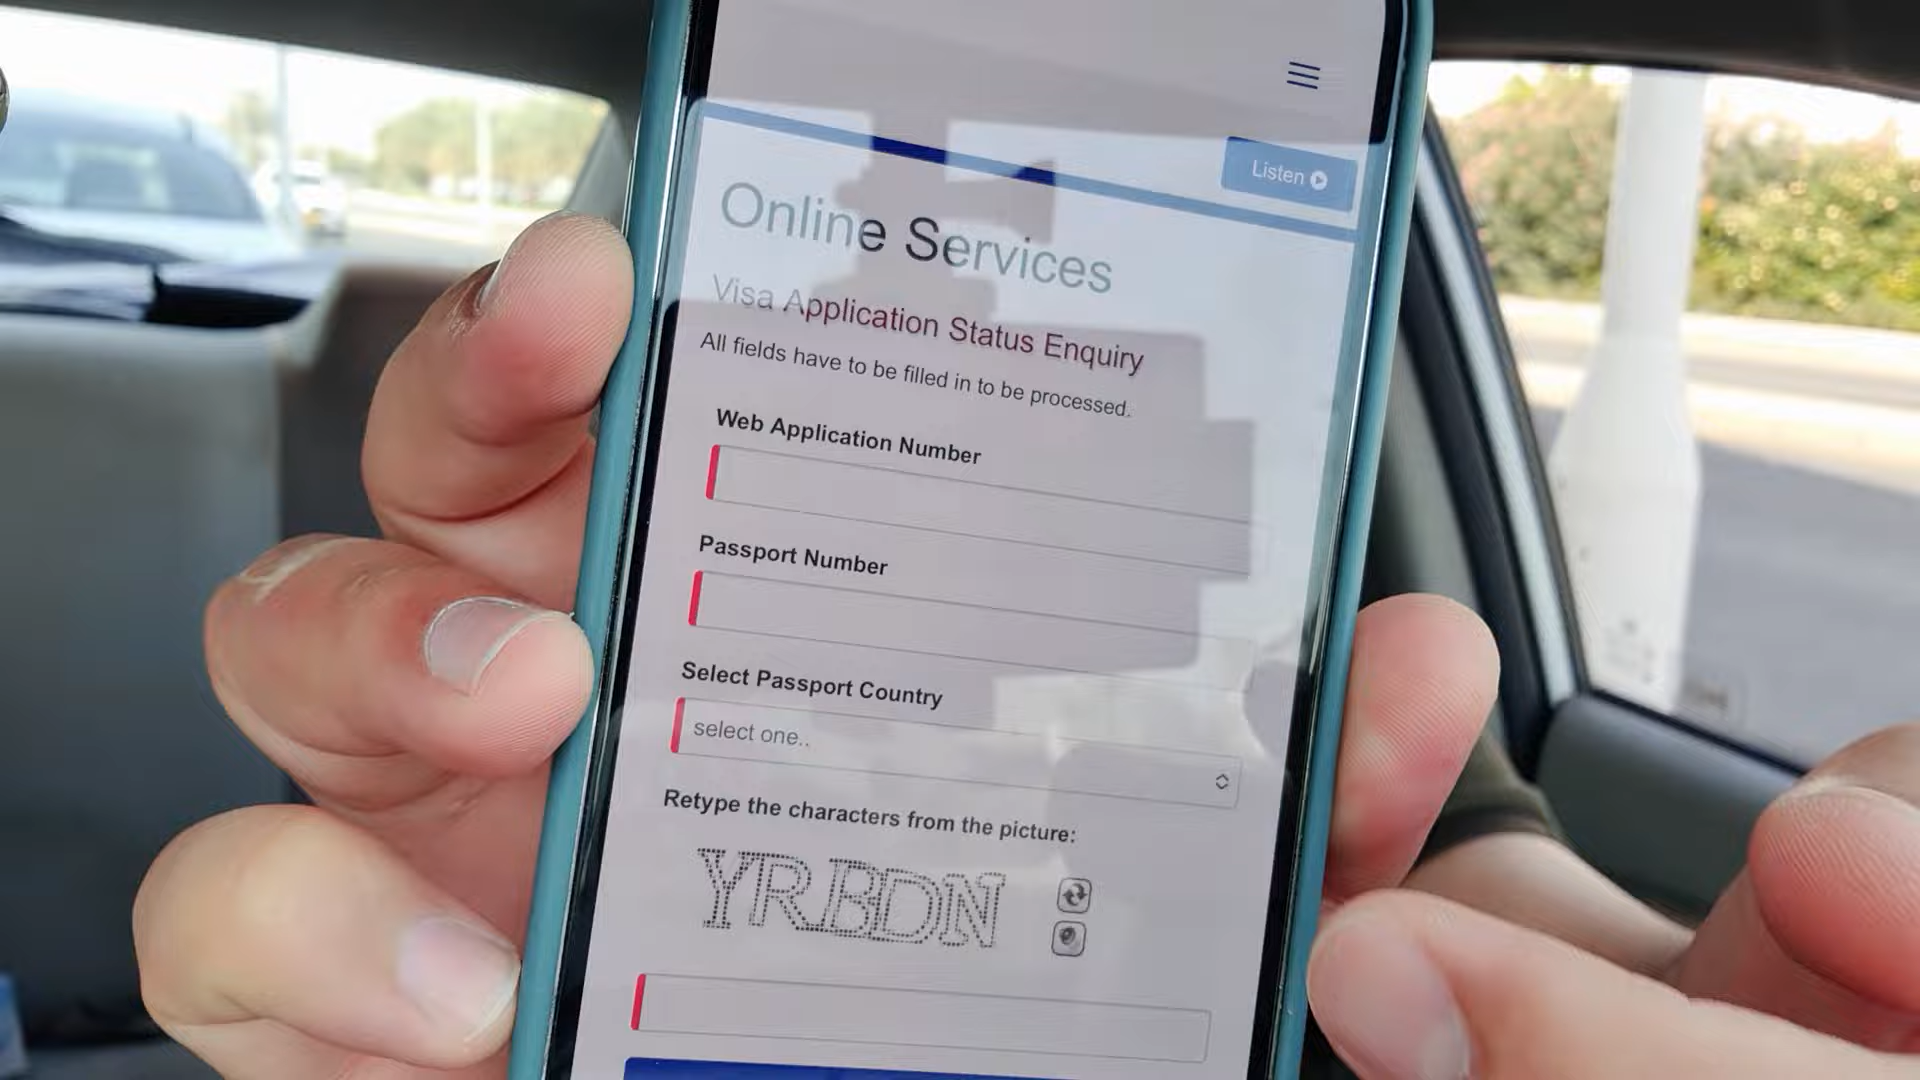 Listen
Online Services
Visa Application Status Enquiry
All fields have to be filled in to be processed.
Web Application Number
Passport Number
Select Passport Country
select one..
Retype the characters from the picture:
YRBDN